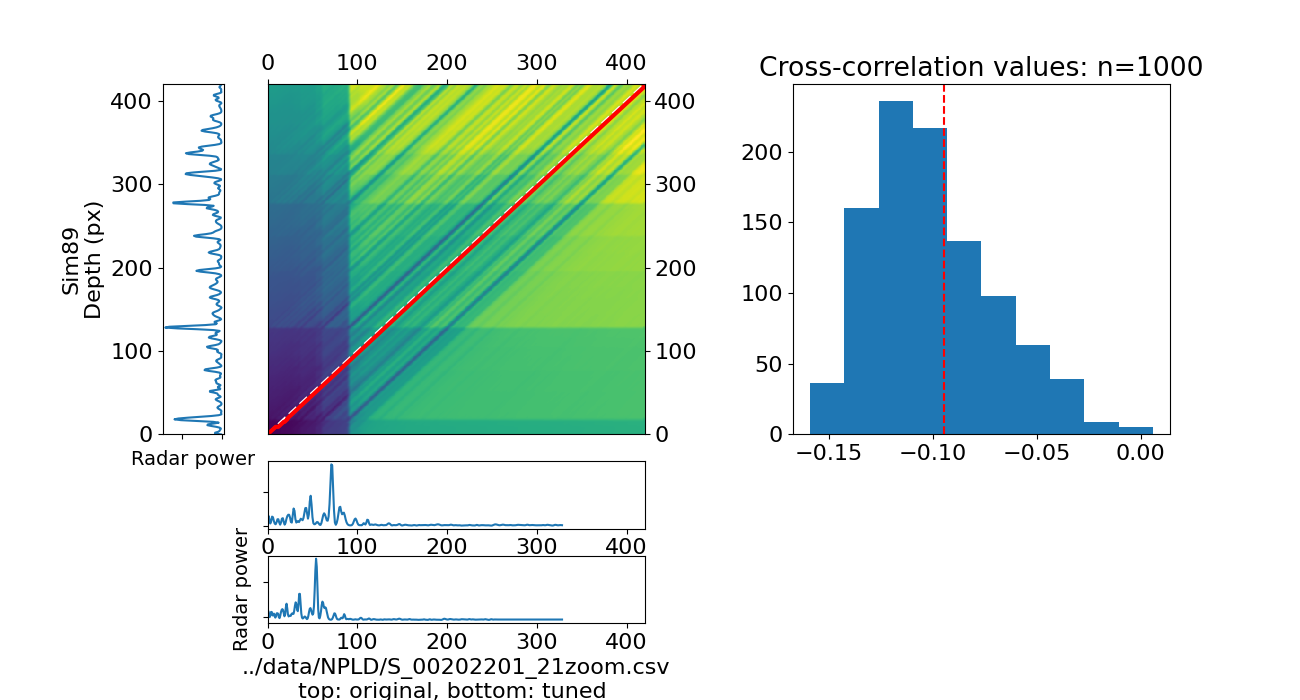 0 100 200 300 400
Cross-correlation values: n=1000
400
300
200
100
0
Sim89
Depth (px)
Radar power
400
300
200
100
0
200
150
100
50
0
−0.15 −0.10 −0.05 0.00
0 100 200 300 400
Radar power
0 100 200 300 400
../data/NPLD/S_00202201_21zoom.csv
top: original, bottom: tuned